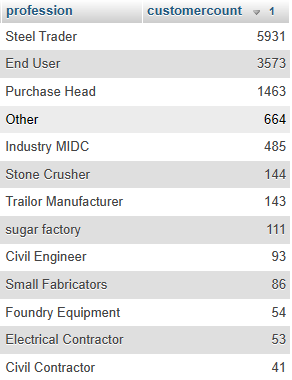 profession customercount 1
Steel Trader 5931
End User 3573
Purchase Head 1463
Other 664
Industry MIDC 485
Stone Crusher 144
Trailor Manufacturer 143
sugar factory 111
Civil Engineer 93
Small Fabricators 86
Foundry Equipment 54
Electrical Contractor 53
Civil Contractor 41